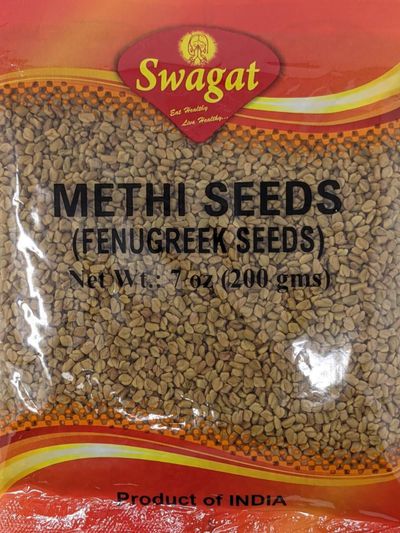 Swagat
Eat Healthy
Live Healthy...
METHI SEEDS
(FENUGREEK SEEDS)
Net Wt.: 7 oz (200 gms)
Product of INDiA